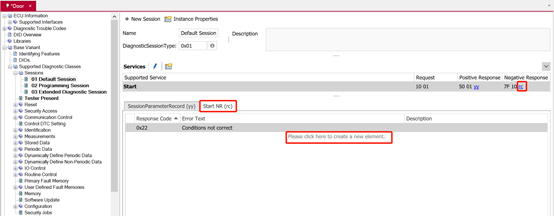 *Door ×
ECU Information
Supported Interfaces
Diagnostic Trouble Codes
DID Overview
Libraries
Base Variant
Identifying Features
DIDs
Supported Diagnostic Classes
Sessions
01 Default Session
02 Programming Session
03 Extended Diagnostic Session
Tester Present
Reset
Security Access
Communication Control
Control DTC Setting
Identification
Measurements
Stored Data
Periodic Data
Dynamically Define Periodic Data
Dynamically Define Non-Periodic Data
IO Control
Routine Control
Primary Fault Memory
User Defined Fault Memories
Memory
Software Update
Configuration
Security Jobs
+ New Session Instance Properties
Name Default Session Description
DiagnosticSessionType: 0x01
Services
Supported Service Request Positive Response Negative Response
Start 10 01 50 01 yy 7F 10 rc
SessionParameterRecord (yy) Start NR (rc)
Response Code Error Text Description
0x22 Conditions not correct
Please click here to create a new element.